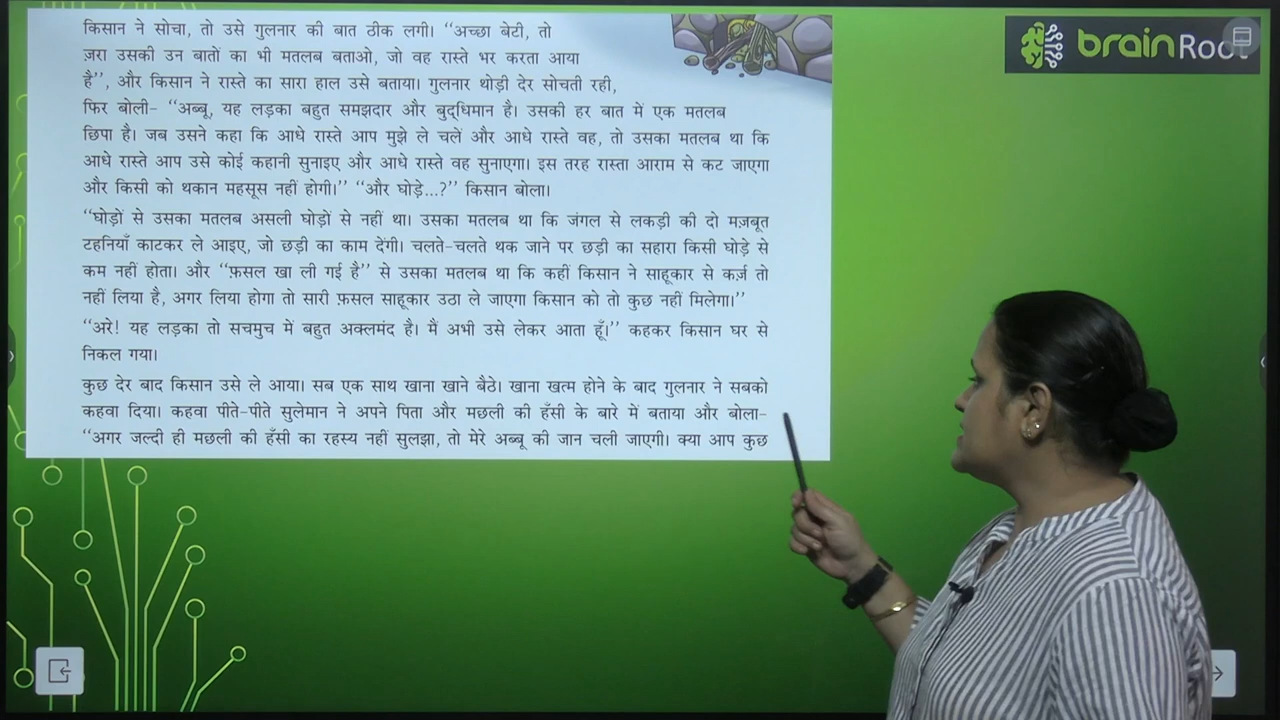 किसान ने सोचा, तो उसे गुलनार की बात ठीक लगी। “अच्छा बेटी, तो
ज़रा उसकी उन बातों का भी मतलब बताओ, जो वह रास्ते भर करता आया
है”, और किसान ने रास्ते का सारा हाल उसे बताया। गुलनार थोड़ी देर सोचती रही,
फिर बोली- “अब्बू, यह लड़का बहुत समझदार और बुद्धिमान है। उसकी हर बात में एक मतलब
छिपा है। जब उसने कहा कि आधे रास्ते आप मुझे ले चलें और आधे रास्ते वह, तो उसका मतलब था कि
आधे रास्ते आप उसे कोई कहानी सुनाइए और आधे रास्ते वह सुनाएगा। इस तरह रास्ता आराम से कट जाएगा
और किसी को थकान महसूस नहीं होगी।” “और घोड़े...?” किसान बोला।
“घोड़ों से उसका मतलब असली घोड़ों से नहीं था। उसका मतलब था कि जंगल से लकड़ी की दो मज़बूत
टहनियाँ काटकर ले आइए, जो छड़ी का काम देंगी। चलते-चलते थक जाने पर छड़ी का सहारा किसी घोड़े से
कम नहीं होता। और “फ़सल खा ली गई है” से उसका मतलब था कि कहीं किसान ने साहूकार से कर्ज़ तो
नहीं लिया है, अगर लिया होगा तो सारी फ़सल साहूकार उठा ले जाएगा किसान को तो कुछ नहीं मिलेगा।”
“अरे! यह लड़का तो सचमुच में बहुत अक्लमंद है। मैं अभी उसे लेकर आता हूँ।” कहकर किसान घर से
निकल गया।
कुछ देर बाद किसान उसे ले आया। सब एक साथ खाना खाने बैठे। खाना खत्म होने के बाद गुलनार ने सबको
कहवा दिया। कहवा पीते-पीते सुलेमान ने अपने पिता और मछली की हँसी के बारे में बताया और बोला-
“अगर जल्दी ही मछली की हँसी का रहस्य नहीं सुलझा, तो मेरे अब्बू की जान चली जाएगी। क्या आप कुछ
brain Root